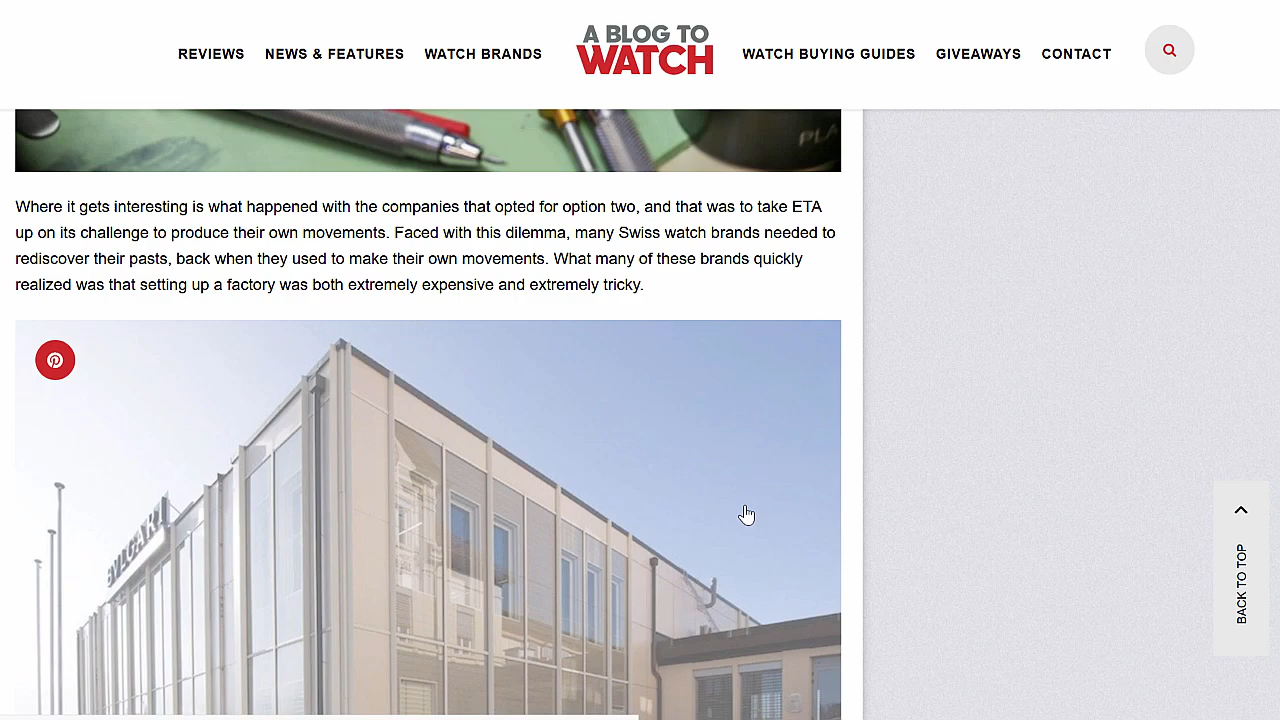 REVIEWS NEWS & FEATURES WATCH BRANDS
A BLOG TO
WATCH
WATCH BUYING GUIDES GIVEAWAYS CONTACT
PLA
Where it gets interesting is what happened with the companies that opted for option two, and that was to take ETA
up on its challenge to produce their own movements. Faced with this dilemma, many Swiss watch brands needed to
rediscover their pasts, back when they used to make their own movements. What many of these brands quickly
realized was that setting up a factory was both extremely expensive and extremely tricky.
BVLGARI
BACK TO TOP